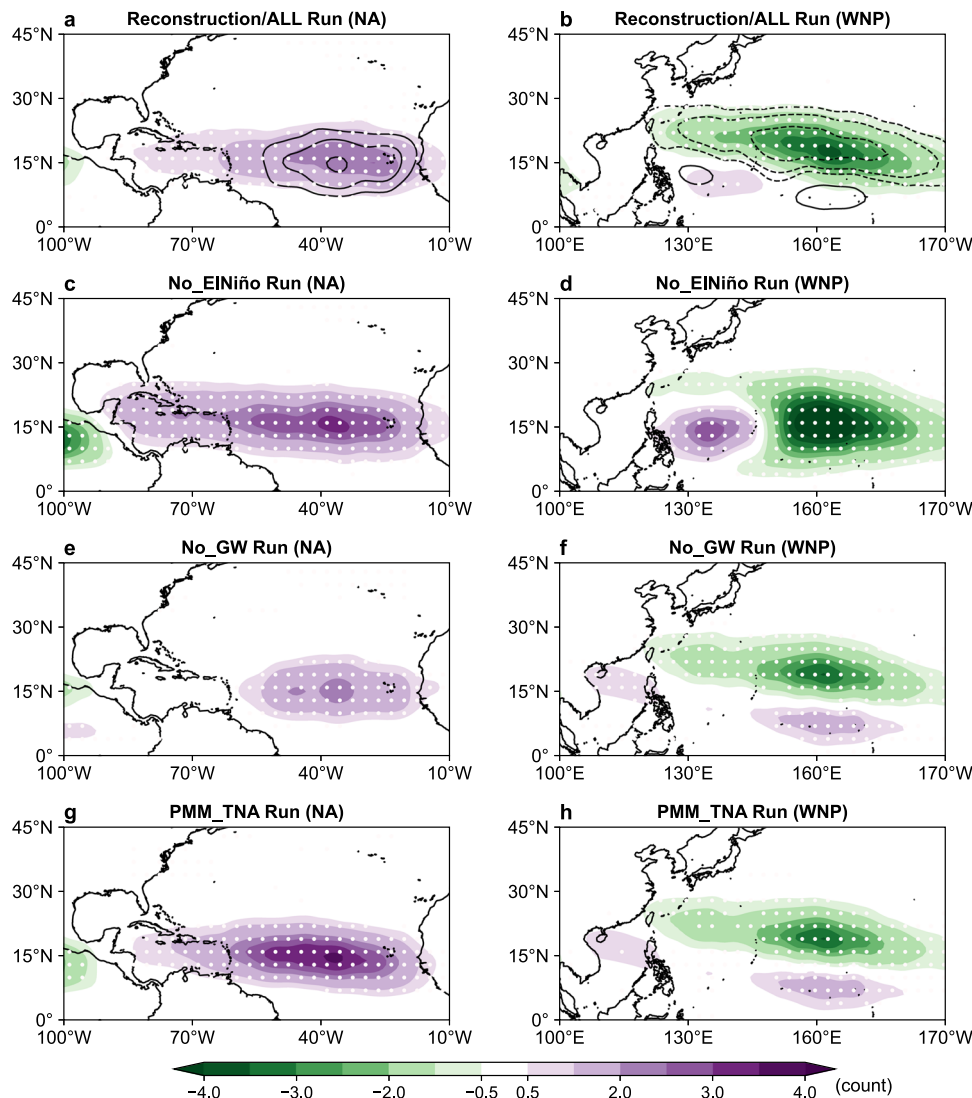 a Reconstruction/ALL Run (NA)
b Reconstruction/ALL Run (WNP)
45°N 45°N
30°N 30°N
15°N 15°N
0° 0°
100°W 70°W 40°W 10°W 100°E 130°E 160°E 170°W
c No_ElNiño Run (NA)
d No_ElNiño Run (WNP)
45°N 45°N
30°N 30°N
15°N 15°N
0° 0°
100°W 70°W 40°W 10°W 100°E 130°E 160°E 170°W
e No_GW Run (NA)
f No_GW Run (WNP)
45°N 45°N
30°N 30°N
15°N 15°N
0° 0°
100°W 70°W 40°W 10°W 100°E 130°E 160°E 170°W
g PMM_TNA Run (NA)
h PMM_TNA Run (WNP)
45°N 45°N
30°N 30°N
15°N 15°N
0° 0°
100°W 70°W 40°W 10°W 100°E 130°E 160°E 170°W
−4.0 −3.0 −2.0 −0.5 0.5 2.0 3.0 4.0 (count)